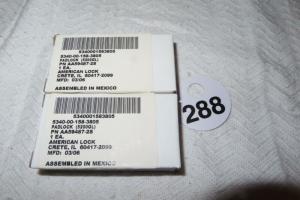 5340001583805
5340-00-158-3805
PADLOCK (5200GL)
PN AA59487-2S
1 EA.
AMERICAN LOCK
CRETE, IL 60417-2099
MFD: 03/06
ASSEMBLED IN MEXICO
5340001583805
5340-00-158-3805
PADLOCK (5200GL)
PN AA59487-2S
1 EA.
AMERICAN LOCK
CRETE, IL 60417-2099
MFD: 03/06
ASSEMBLED IN MEXICO
288